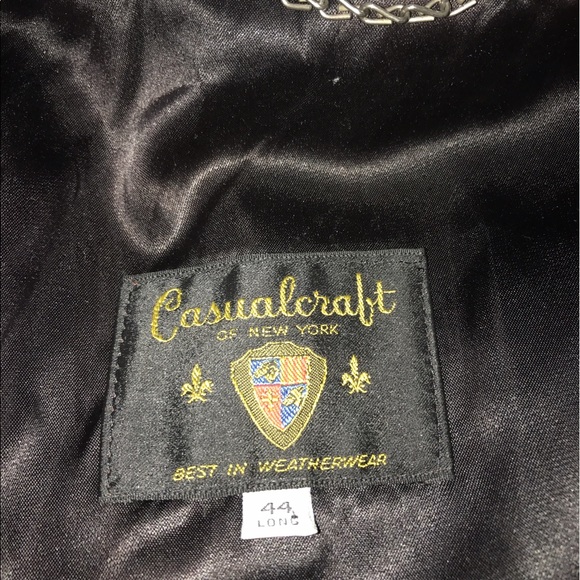 Casualcraft
OF NEW YORK
BEST IN WEATHERWEAR
44
LONG